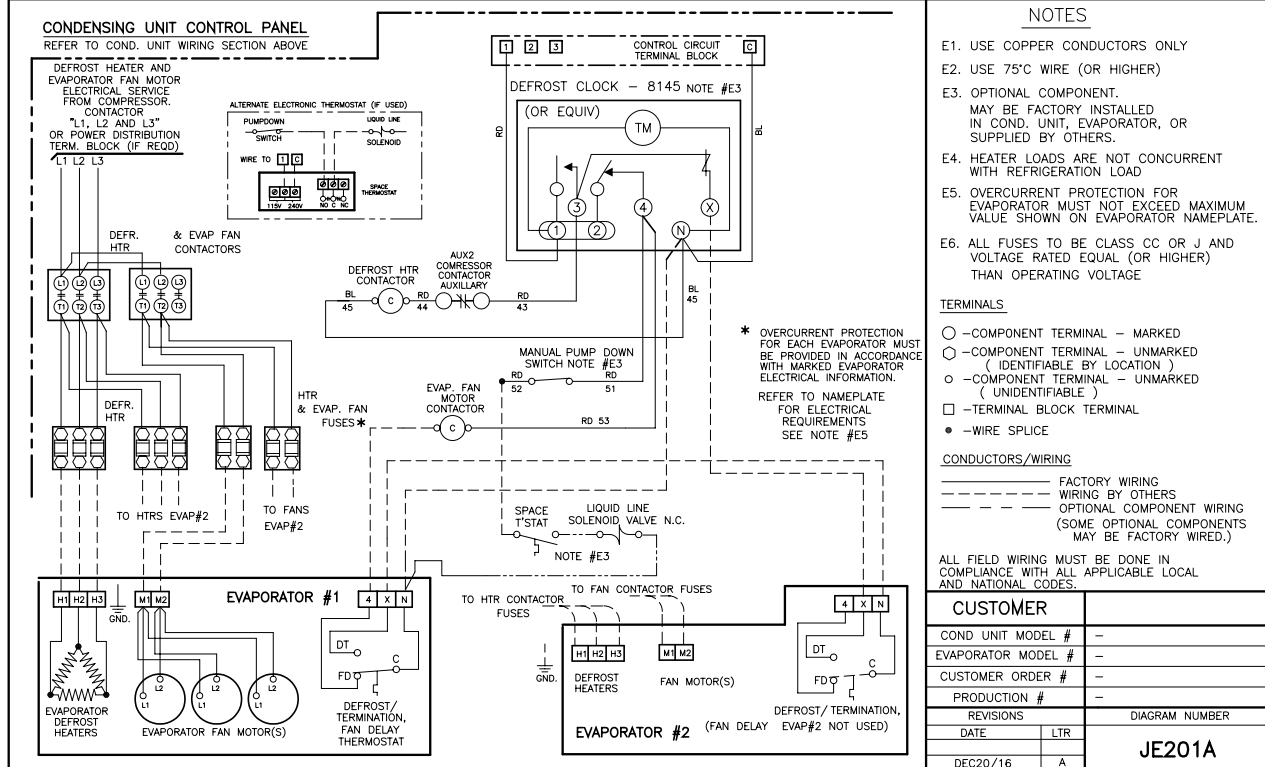 CONDENSING UNIT CONTROL PANEL
REFER TO COND. UNIT WIRING SECTION ABOVE
DEFROST HEATER AND
EVAPORATOR FAN MOTOR
ELECTRICAL SERVICE
FROM COMPRESSOR.
CONTACTOR
"L1, L2 AND L3"
OR POWER DISTRIBUTION
TERM. BLOCK (IF REQD)
L1 L2 L3
ALTERNATE ELECTRONIC THERMOSTAT (IF USED)
PUMPDOWN
SWITCH
LIQUID LINE
SOLENOID
WIRE TO 1 C
SPACE
THERMOSTAT
115V 240V
NO C NC
1 2 3
CONTROL CIRCUIT
TERMINAL BLOCK
C
DEFROST CLOCK – 8145 NOTE #E3
(OR EQUIV)
TM
RD
BL
3 4 X
1 2 N
DEFR.
HTR
& EVAP FAN
CONTACTORS
L1 L2 L3
T1 T2 T3
L1 L2 L3
T1 T2 T3
DEFROST HTR
CONTACTOR
AUX2
COMRESSOR
CONTACTOR
AUXILLARY
BL
45
C
RD
44
RD
43
BL
45
MANUAL PUMP DOWN
SWITCH NOTE #E3
RD
52
RD
51
EVAP. FAN
MOTOR
CONTACTOR
C
RD 53
* OVERCURRENT PROTECTION
FOR EACH EVAPORATOR MUST
BE PROVIDED IN ACCORDANCE
WITH MARKED EVAPORATOR
ELECTRICAL INFORMATION.
REFER TO NAMEPLATE
FOR ELECTRICAL
REQUIREMENTS
SEE NOTE #E5
DEFR.
HTR
HTR
& EVAP. FAN
FUSES *
TO HTRS EVAP#2
TO FANS
EVAP#2
SPACE
T'STAT
LIQUID LINE
SOLENOID VALVE N.C.
NOTE #E3
H1 H2 H3
GND.
M1 M2
EVAPORATOR #1
4 X N
DT
C
FD
L2
L1
L2
L1
L2
L1
EVAPORATOR
DEFROST
HEATERS
EVAPORATOR FAN MOTOR(S)
DEFROST/
TERMINATION,
FAN DELAY
THERMOSTAT
TO HTR CONTACTOR
FUSES
TO FAN CONTACTOR FUSES
GND.
H1 H2 H3
DEFROST
HEATERS
M1 M2
FAN MOTOR(S)
4 X N
DT
C
FD
DEFROST/ TERMINATION,
EVAPORATOR #2 (FAN DELAY EVAP#2 NOT USED)
NOTES
E1. USE COPPER CONDUCTORS ONLY
E2. USE 75°C WIRE (OR HIGHER)
E3. OPTIONAL COMPONENT.
MAY BE FACTORY INSTALLED
IN COND. UNIT, EVAPORATOR, OR
SUPPLIED BY OTHERS.
E4. HEATER LOADS ARE NOT CONCURRENT
WITH REFRIGERATION LOAD
E5. OVERCURRENT PROTECTION FOR
EVAPORATOR MUST NOT EXCEED MAXIMUM
VALUE SHOWN ON EVAPORATOR NAMEPLATE.
E6. ALL FUSES TO BE CLASS CC OR J AND
VOLTAGE RATED EQUAL (OR HIGHER)
THAN OPERATING VOLTAGE
TERMINALS
–COMPONENT TERMINAL – MARKED
–COMPONENT TERMINAL – UNMARKED
( IDENTIFIABLE BY LOCATION )
–COMPONENT TERMINAL – UNMARKED
( UNIDENTIFIABLE )
–TERMINAL BLOCK TERMINAL
–WIRE SPLICE
CONDUCTORS/WIRING
FACTORY WIRING
WIRING BY OTHERS
OPTIONAL COMPONENT WIRING
(SOME OPTIONAL COMPONENTS
MAY BE FACTORY WIRED.)
ALL FIELD WIRING MUST BE DONE IN
COMPLIANCE WITH ALL APPLICABLE LOCAL
AND NATIONAL CODES.
CUSTOMER
COND UNIT MODEL # –
EVAPORATOR MODEL # –
CUSTOMER ORDER # –
PRODUCTION # –
REVISIONS
DIAGRAM NUMBER
DATE LTR
JE201A
DEC20/16 A